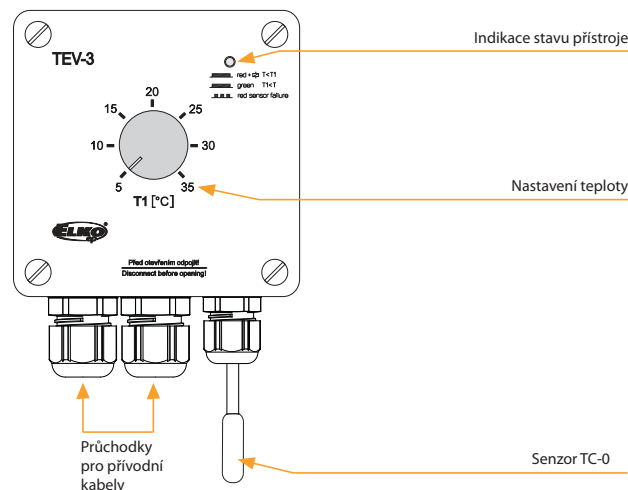 Indikace stavu přístroje
TEV-3
red + T<T1
green T1<T
red sensor failure
20
15 25
10 30
5 35
T1 [°C]
Nastavení teploty
ELKO ep ®
Před otevřením odpojit!
Disconnect before opening!
Průchodky
pro přívodní
kabely
Senzor TC-0